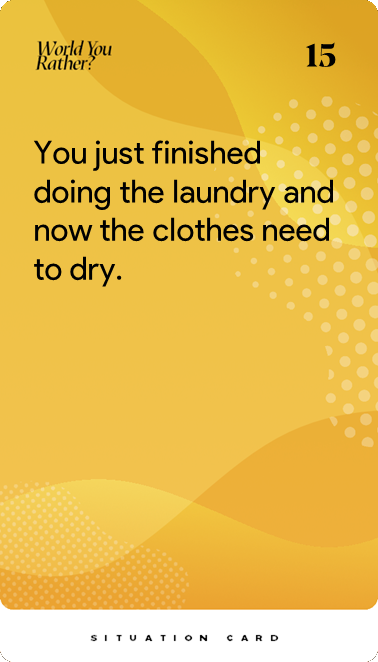 World You
Rather?
15
You just finished
doing the laundry and
now the clothes need
to dry.
SITUATION CARD